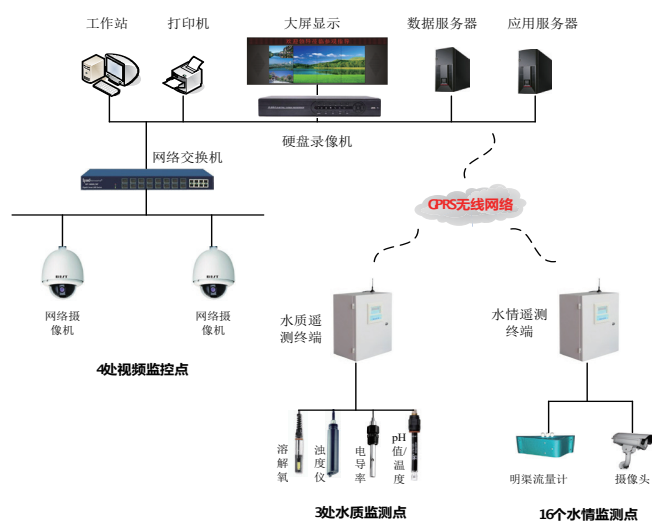 工作站
打印机
大屏显示
数据服务器
应用服务器
硬盘录像机
网络交换机
GPRS无线网络
网络摄
像机
网络摄
像机
4处视频监控点
水质遥
测终端
水情遥测
终端
溶
解
氧
浊
度
仪
电
导
率
pH
值/
温
度
明渠流量计
摄像头
3处水质监测点
16个水情监测点